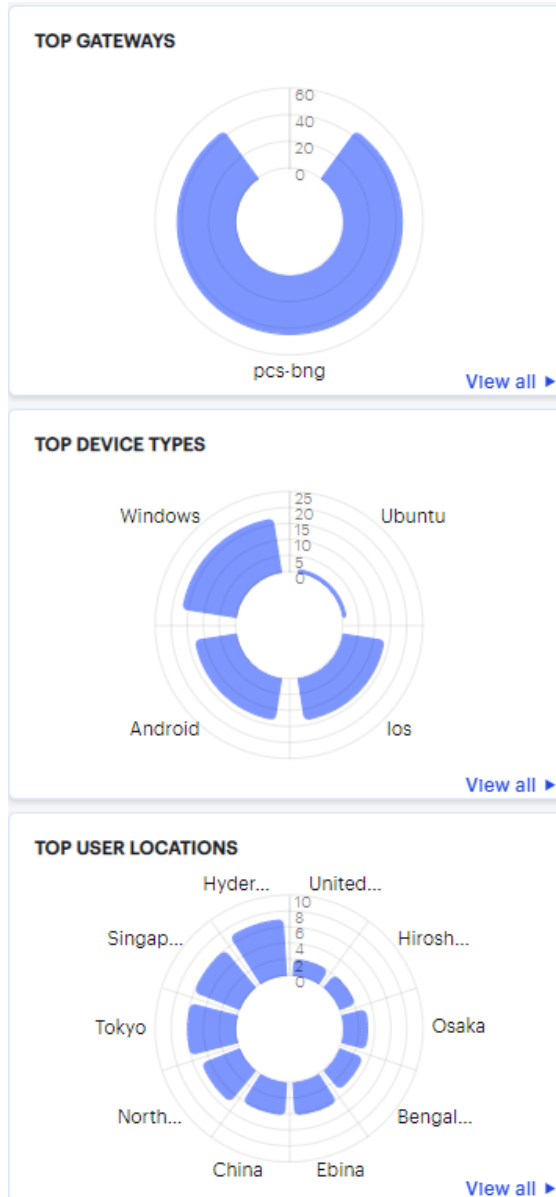 TOP GATEWAYS
60
40
20
0
pcs-bng
View all
TOP DEVICE TYPES
Windows
25
20
15
10
5
0
Ubuntu
Android
Ios
View all
TOP USER LOCATIONS
Hyder... United...
10
8
6
4
2
0
Singap... Hirosh...
Tokyo Osaka
North... Bengal...
China Ebina
View all